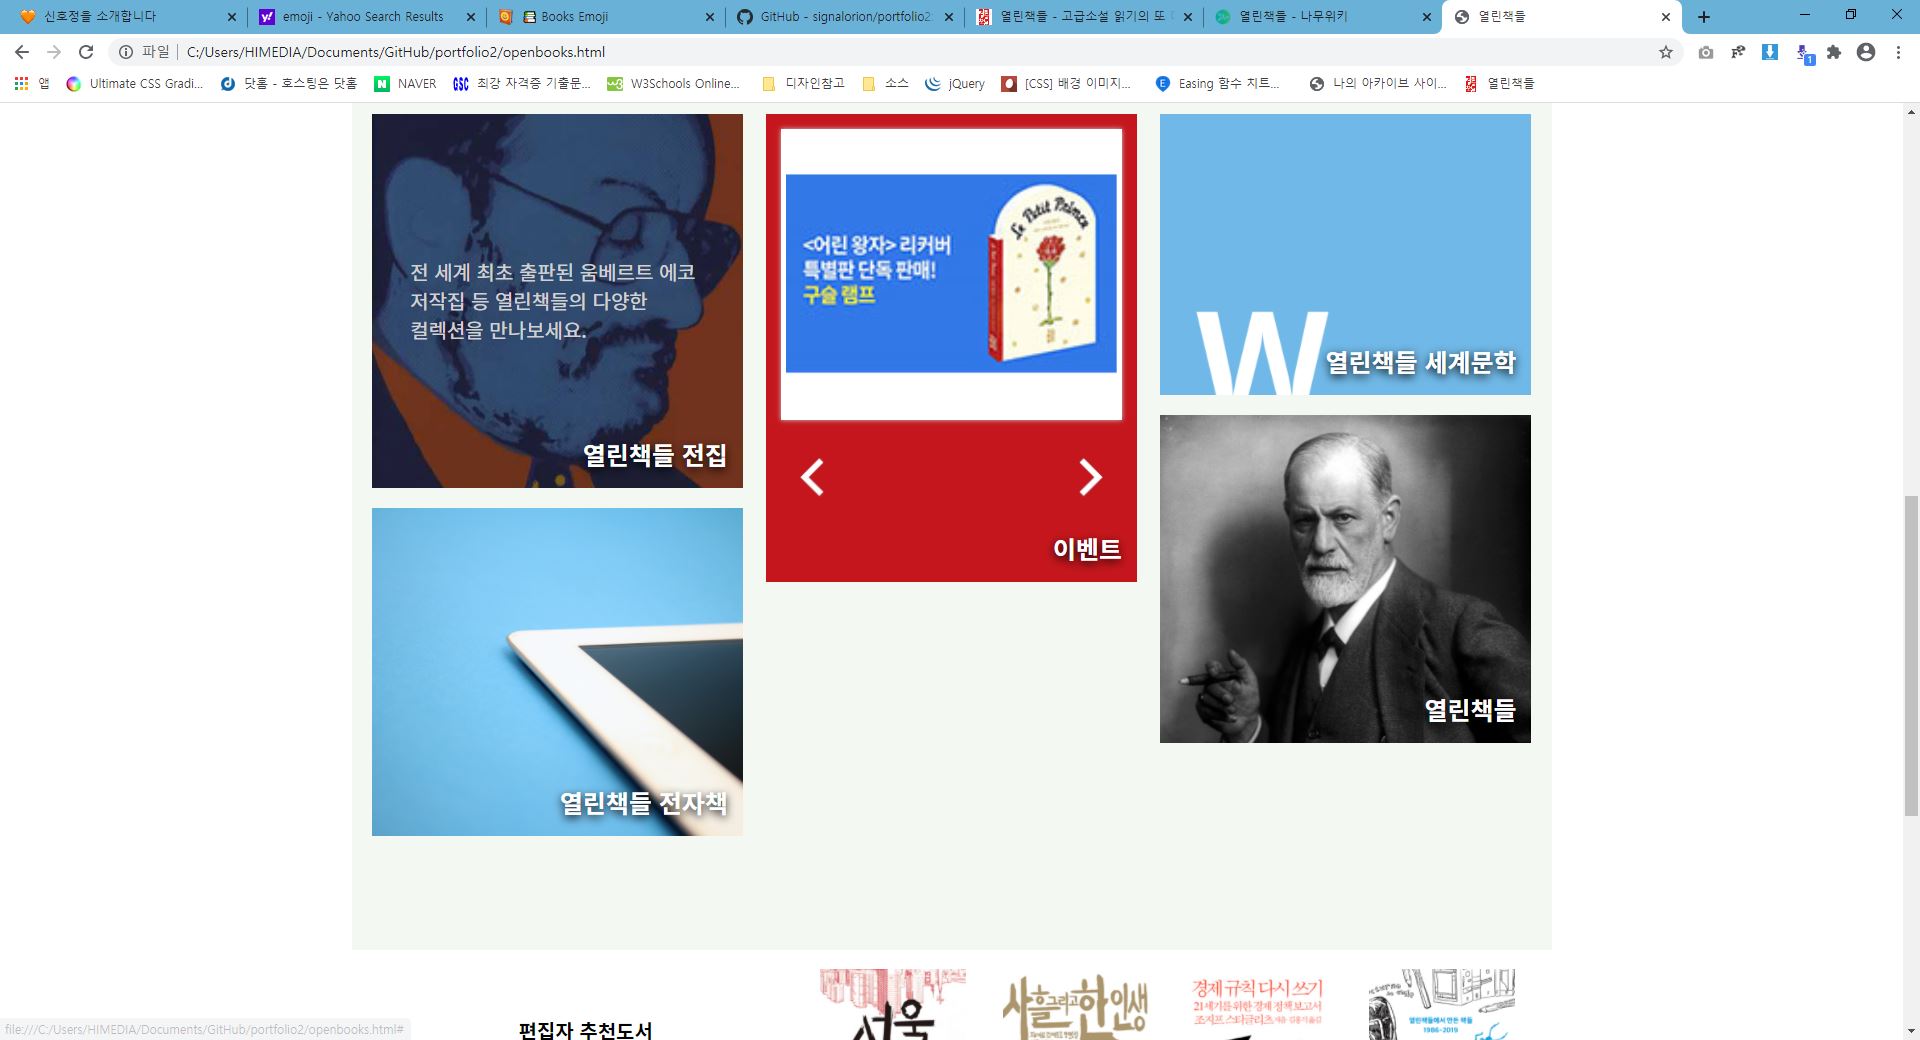 신호정을 소개합니다
emoji - Yahoo Search Results
Books Emoji
GitHub - signalorion/portfolio2:
열린책들 - 고급소설 읽기의 또
열린책들 - 나무위키
열린책들
파일
C:/Users/HIMEDIA/Documents/GitHub/portfolio2/openbooks.html
1
앱
Ultimate CSS Gradi...
닷홈 - 호스팅은 닷홈
NAVER
GSC
최강 자격증 기출문...
W3Schools Online...
디자인참고
소스
jQuery
[CSS] 배경 이미지...
Easing 함수 치트...
나의 아카이브 사이...
열린책들
전 세계 최초 출판된 움베르트 에코
저작집 등 열린책들의 다양한
컬렉션을 만나보세요.
열린책들 전집
<어린 왕자> 리커버
특별판 단독 판매!
구슬 램프
Le Petit Prince
이벤트
W
열린책들 세계문학
열린책들
열린책들 전자책
편집자 추천도서
서울
사흘그리고한인생
경제 규칙 다시 쓰기
21세기를 위한 경제 정책 보고서
조지프 스티글리츠
열린책들에서 만든 책들
1986-2019
file:///C:/Users/HIMEDIA/Documents/GitHub/portfolio2/openbooks.html#